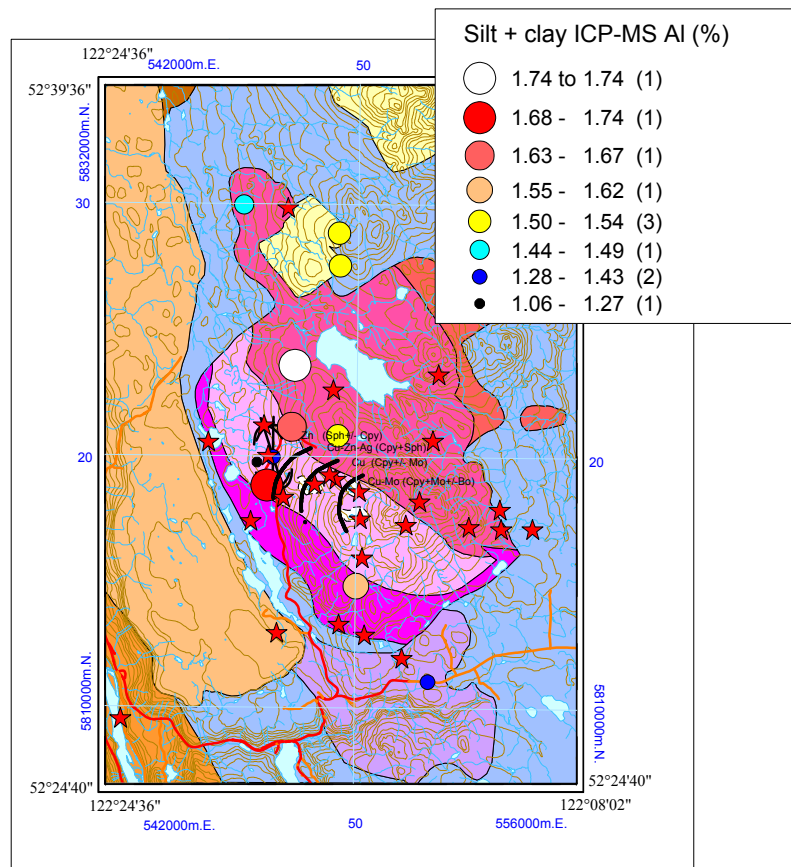 Silt + clay ICP-MS Al (%)
1.74 to 1.74 (1)
1.68 - 1.74 (1)
1.63 - 1.67 (1)
1.55 - 1.62 (1)
1.50 - 1.54 (3)
1.44 - 1.49 (1)
1.28 - 1.43 (2)
1.06 - 1.27 (1)
122°24'36"
542000m.E.
50
52°39'36"
5832000m.N.
30
Zn (Sph+/- Cpy)
Cu-Zn-Ag (Cpy+Sph)
20
20
Cu (Cpy+/- Mo)
Cu-Mo (Cpy+Mo+/-Bo)
5810000m.N.
5810000m.N.
52°24'40"
52°24'40"
122°24'36"
122°08'02"
542000m.E.
50
556000m.E.